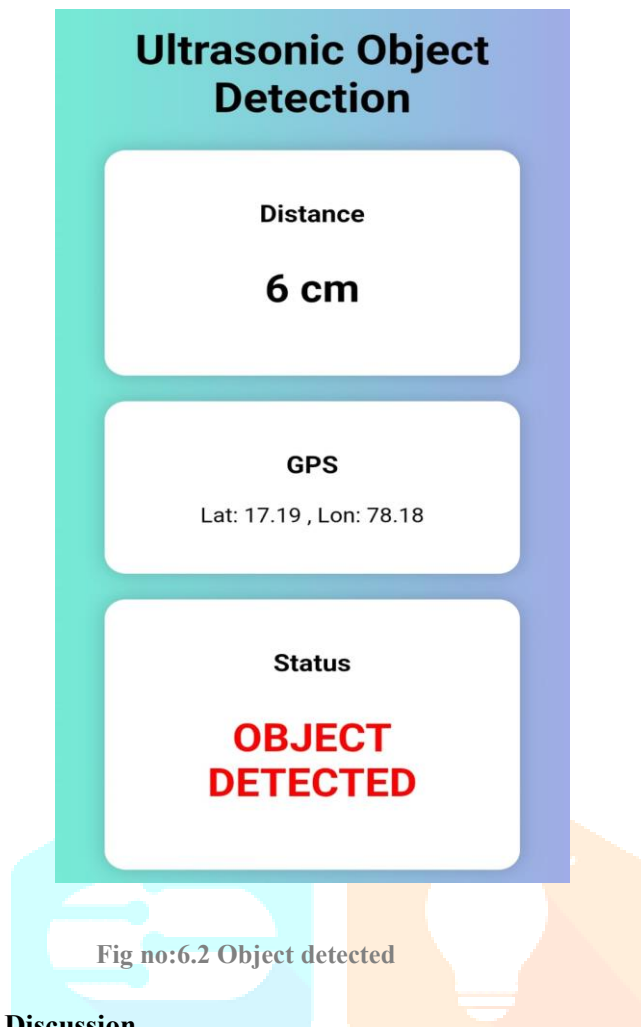 Ultrasonic Object
Detection
Distance
6 cm
GPS
Lat: 17.19 , Lon: 78.18
Status
OBJECT
DETECTED
Fig no:6.2 Object detected
Discussion